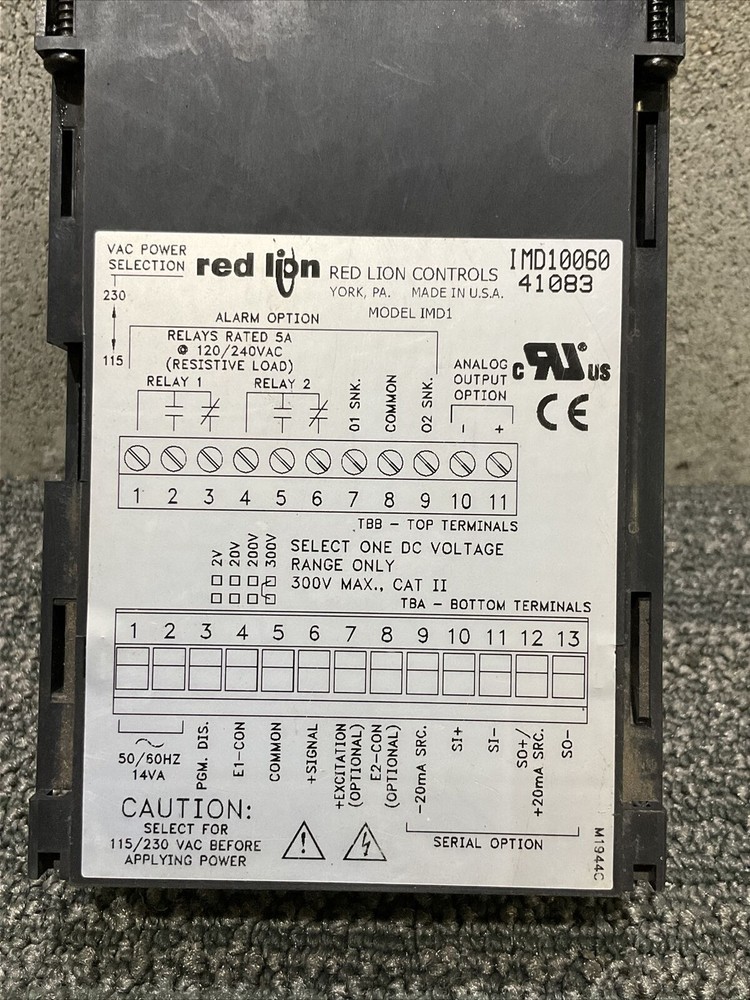 VAC POWER
SELECTION
230
115
red lion RED LION CONTROLS
YORK, PA. MADE IN U.S.A.
MODEL IMD1
IMD10060
41083
ALARM OPTION
RELAYS RATED 5A
@ 120/240VAC
(RESISTIVE LOAD)
RELAY 1 RELAY 2
O1 SNK.
COMMON
O2 SNK.
ANALOG
OUTPUT
OPTION
- +
c RU ® US
CE
1 2 3 4 5 6 7 8 9 10 11
TBB - TOP TERMINALS
2V
20V
200V
300V
SELECT ONE DC VOLTAGE
RANGE ONLY
300V MAX., CAT II
TBA - BOTTOM TERMINALS
1 2 3 4 5 6 7 8 9 10 11 12 13
50/60HZ
14VA
PGM. DIS.
E1-CON
COMMON
+SIGNAL
+EXCITATION
(OPTIONAL)
E2-CON
(OPTIONAL)
-20mA SRC.
SI+
SI-
SO+/
+20mA SRC.
SO-
SERIAL OPTION
CAUTION:
SELECT FOR
115/230 VAC BEFORE
APPLYING POWER
M1944C